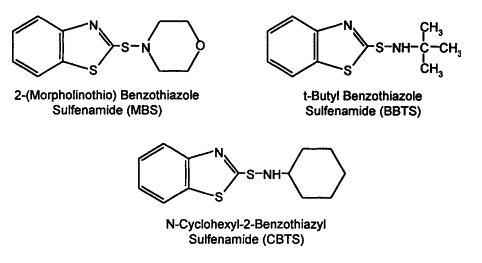 N
S
S–N
O
2-(Morpholinothio) Benzothiazole
Sulfenamide (MBS)
N
S
S–NH
CH3
C–CH3
CH3
t-Butyl Benzothiazole
Sulfenamide (BBTS)
N
S
S–NH
N-Cyclohexyl-2-Benzothiazyl
Sulfenamide (CBTS)